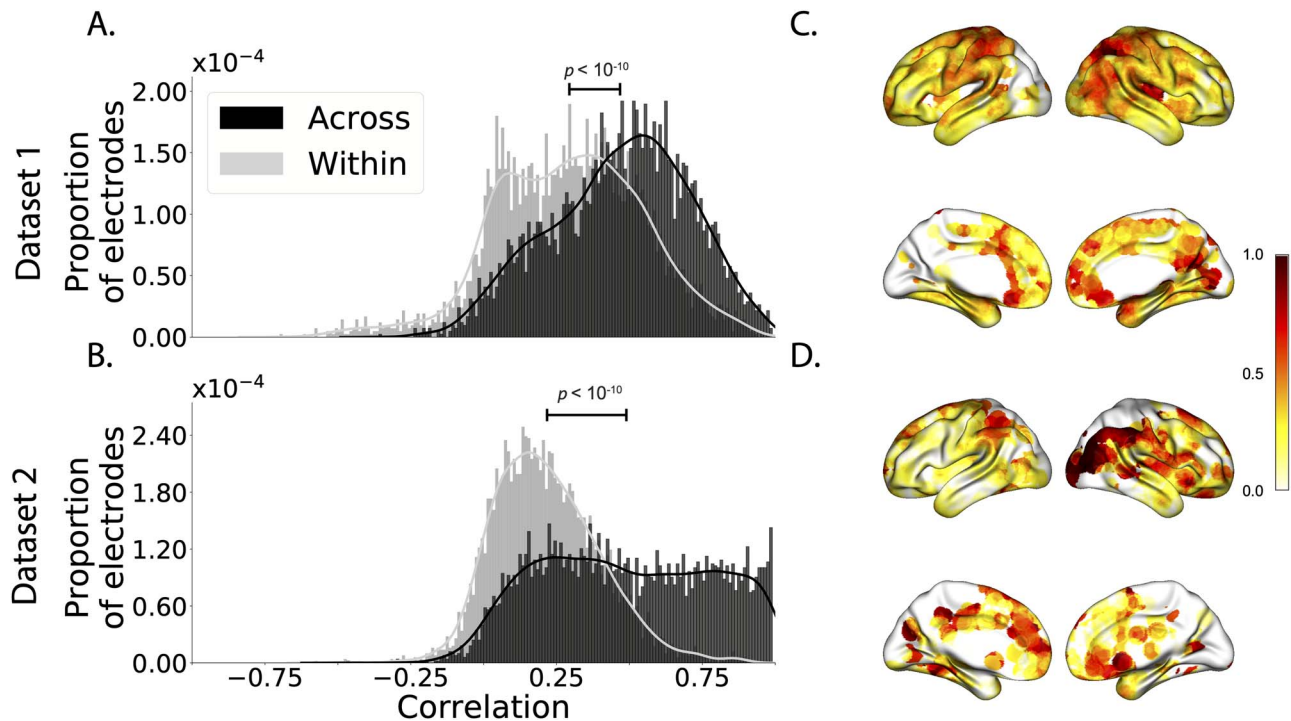 A.
C.
x10⁻⁴
p < 10⁻¹⁰
2.00
1.50
1.00
0.50
0.00
Across
Within
Dataset 1
Proportion
of electrodes
B.
D.
x10⁻⁴
p < 10⁻¹⁰
2.40
1.80
1.20
0.60
0.00
Dataset 2
Proportion
of electrodes
−0.75
−0.25
0.25
0.75
Correlation
1.0
0.5
0.0